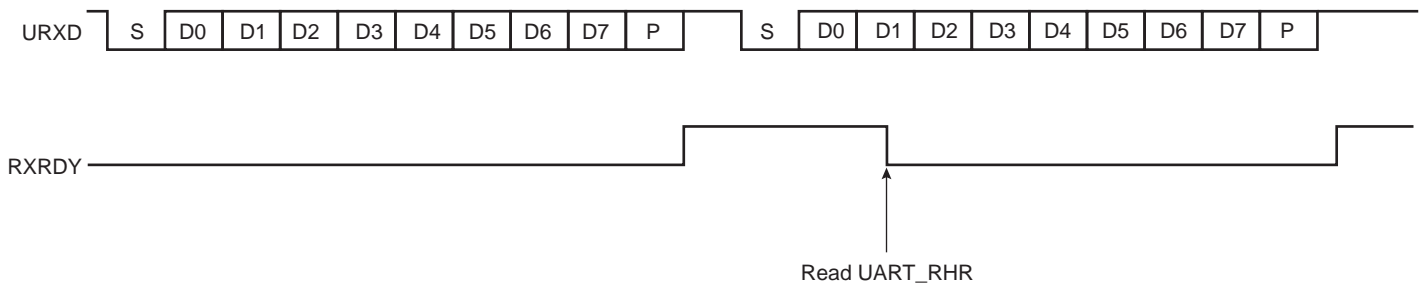 URXD S D0 D1 D2 D3 D4 D5 D6 D7 P S D0 D1 D2 D3 D4 D5 D6 D7 P
RXRDY
Read UART_RHR